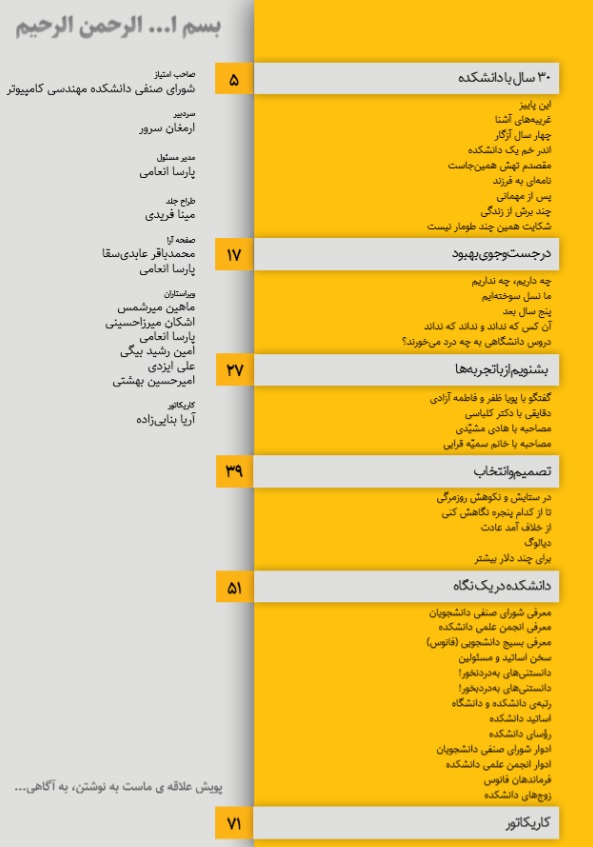 بسم ا... الرحمن الرحیم
۳۰ سال با دانشکده
۵
این پاییز
غریبه‌های آشنا
چهار سال آزگار
اندر خم یک دانشکده
مقصدم تهش همین‌جاست
نامه‌ای به فرزند
پس از مهمانی
چند برش از زندگی
شکایت همین چند طومار نیست
در جست‌وجوی بهبود
۱۷
چه داریم، چه نداریم
ما نسل سوخته‌ایم
پنج سال بعد
آن کس که نداند و نداند که نداند
دروس دانشگاهی به چه درد می‌خورند؟
بشنویم از باتجربه‌ها
۲۷
گفتگو با پویا ظفر و فاطمه آزادی
دقایقی با دکتر کلباسی
مصاحبه با هادی مشیّدی
مصاحبه با خانم سمیّه قرایی
تصمیم و انتخاب
۳۹
در ستایش و نکوهش روزمرگی
تا از کدام پنجره نگاهش کنی
از خلاف آمد عادت
دیالوگ
برای چند دلار بیشتر
دانشکده در یک نگاه
۵۱
معرفی شورای صنفی دانشجویان
معرفی انجمن علمی دانشکده
معرفی بسیج دانشجویی (فانوس)
سخن اساتید و مسئولین
دانستنی‌های به‌دردنخور!
دانستنی‌های به‌دردبخور!
رتبه‌ی دانشکده و دانشگاه
اساتید دانشکده
رؤسای دانشکده
ادوار شورای صنفی دانشجویان
ادوار انجمن علمی دانشکده
فرماندهان فانوس
زوج‌های دانشکده
کاریکاتور
۷۱
صاحب امتیاز
شورای صنفی دانشکده مهندسی کامپیوتر
سردبیر
ارمغان سرور
مدیر مسئول
پارسا انعامی
طراح جلد
مینا فریدی
صفحه آرا
محمدباقر عابدی‌سقا
پارسا انعامی
ویراستاران
ماهین میرشمس
اشکان میرزاحسینی
پارسا انعامی
امین رشید بیگی
علی ایزدی
امیرحسین بهشتی
کاریکاتور
آریا بنایی‌زاده
پویش علاقه ی ماست به نوشتن، به آگاهی...